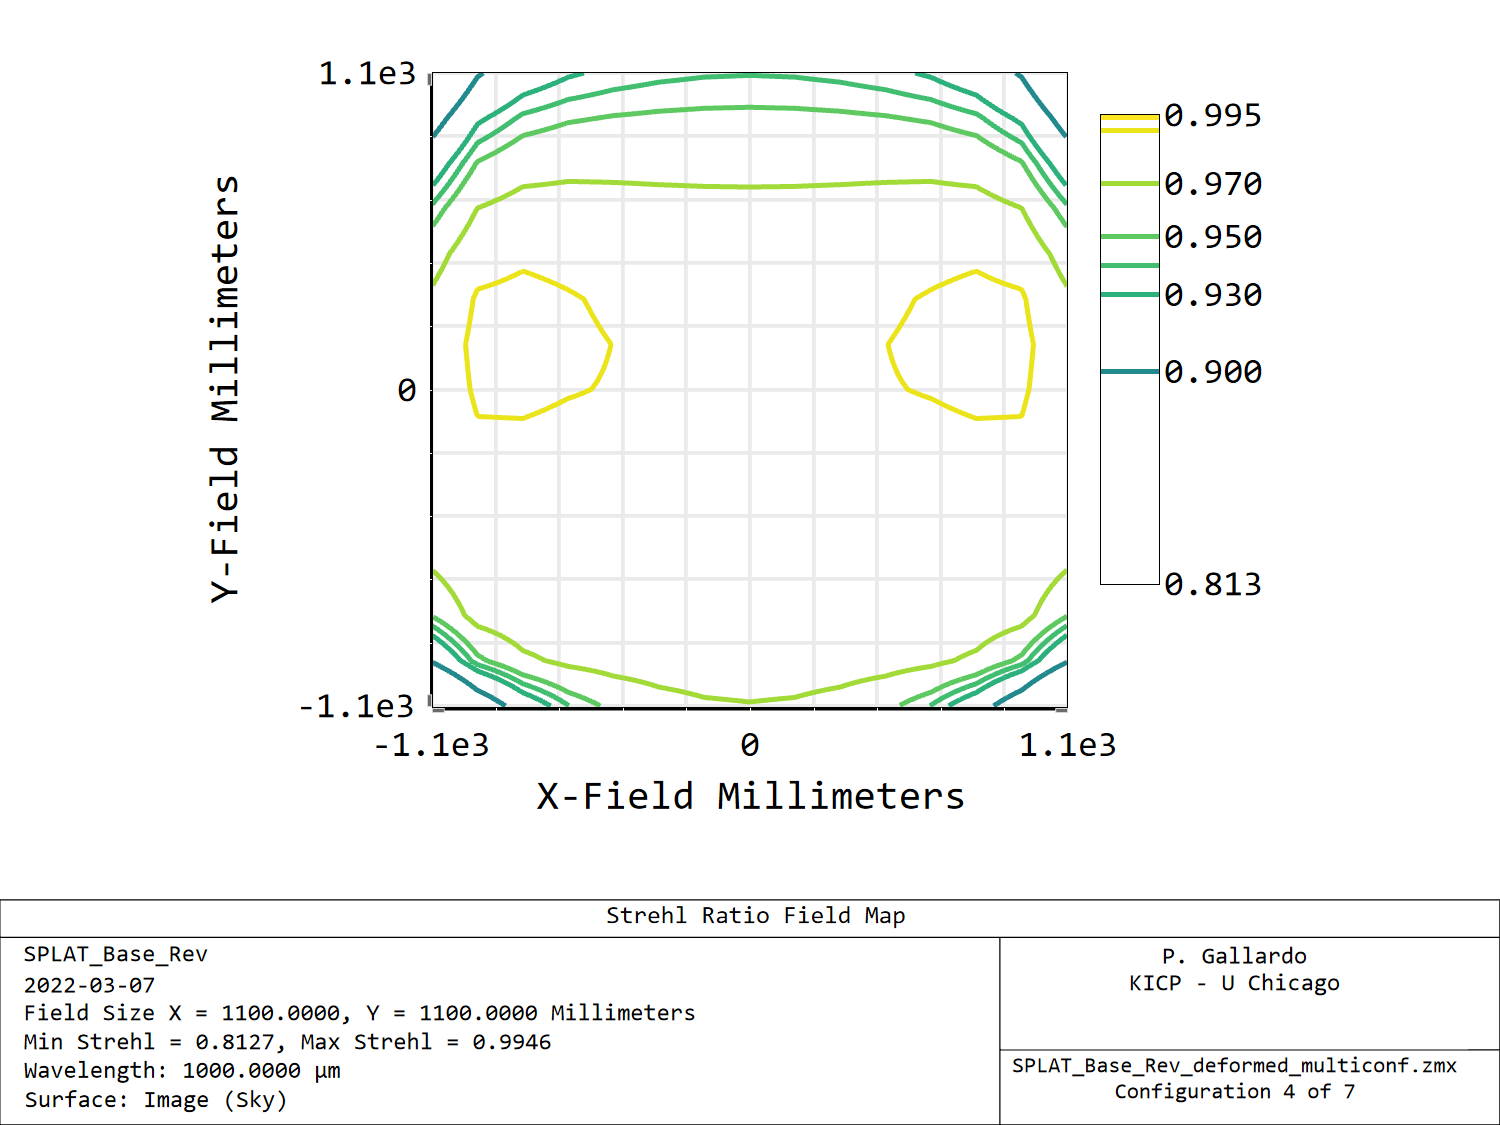 1.1e3
0
-1.1e3
Y-Field Millimeters
-1.1e3 0 1.1e3
X-Field Millimeters
0.995
0.970
0.950
0.930
0.900
0.813
Strehl Ratio Field Map
SPLAT_Base_Rev
2022-03-07
Field Size X = 1100.0000, Y = 1100.0000 Millimeters
Min Strehl = 0.8127, Max Strehl = 0.9946
Wavelength: 1000.0000 µm
Surface: Image (Sky)
P. Gallardo
KICP - U Chicago
SPLAT_Base_Rev_deformed_multiconf.zmx
Configuration 4 of 7